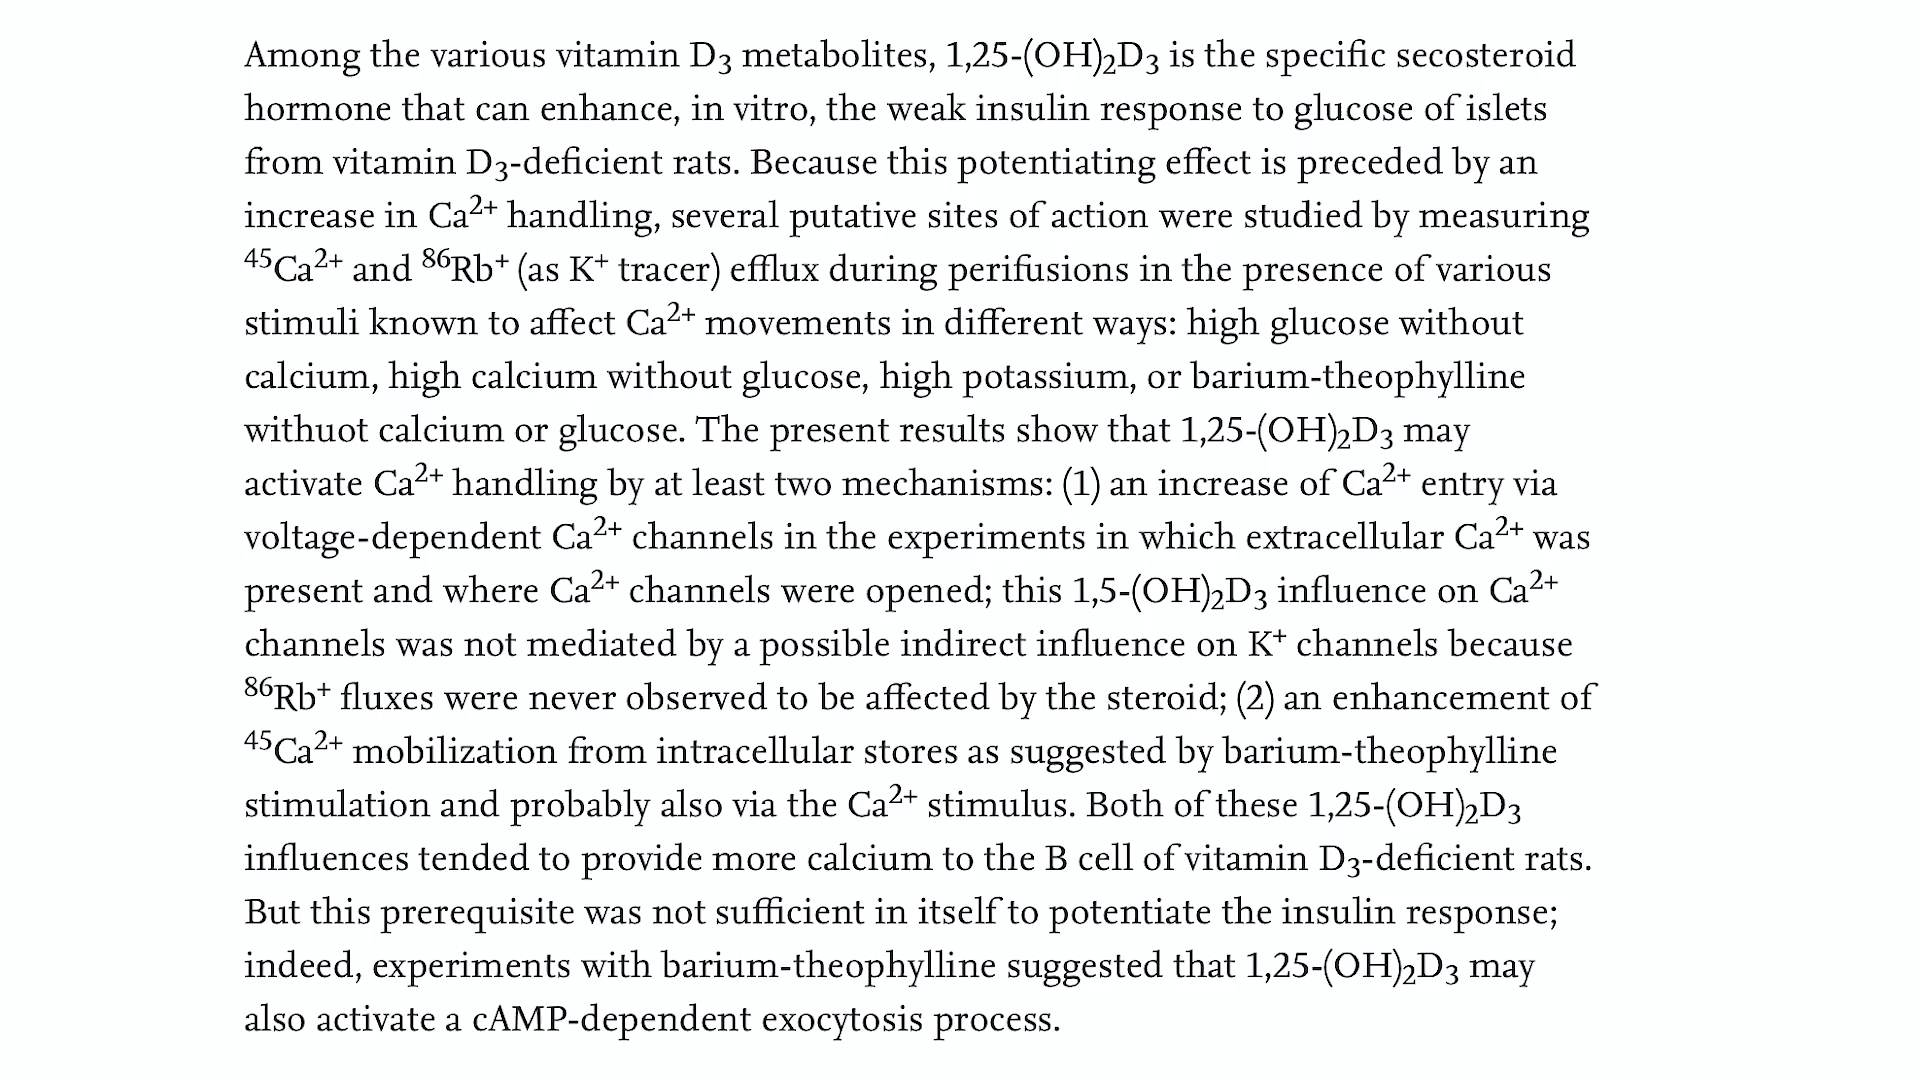 Among the various vitamin D₃ metabolites, 1,25-(OH)₂D₃ is the specific secosteroid
hormone that can enhance, in vitro, the weak insulin response to glucose of islets
from vitamin D₃-deficient rats. Because this potentiating effect is preceded by an
increase in Ca²⁺ handling, several putative sites of action were studied by measuring
⁴⁵Ca²⁺ and ⁸⁶Rb⁺ (as K⁺ tracer) efflux during perifusions in the presence of various
stimuli known to affect Ca²⁺ movements in different ways: high glucose without
calcium, high calcium without glucose, high potassium, or barium-theophylline
withuot calcium or glucose. The present results show that 1,25-(OH)₂D₃ may
activate Ca²⁺ handling by at least two mechanisms: (1) an increase of Ca²⁺ entry via
voltage-dependent Ca²⁺ channels in the experiments in which extracellular Ca²⁺ was
present and where Ca²⁺ channels were opened; this 1,5-(OH)₂D₃ influence on Ca²⁺
channels was not mediated by a possible indirect influence on K⁺ channels because
⁸⁶Rb⁺ fluxes were never observed to be affected by the steroid; (2) an enhancement of
⁴⁵Ca²⁺ mobilization from intracellular stores as suggested by barium-theophylline
stimulation and probably also via the Ca²⁺ stimulus. Both of these 1,25-(OH)₂D₃
influences tended to provide more calcium to the B cell of vitamin D₃-deficient rats.
But this prerequisite was not sufficient in itself to potentiate the insulin response;
indeed, experiments with barium-theophylline suggested that 1,25-(OH)₂D₃ may
also activate a cAMP-dependent exocytosis process.